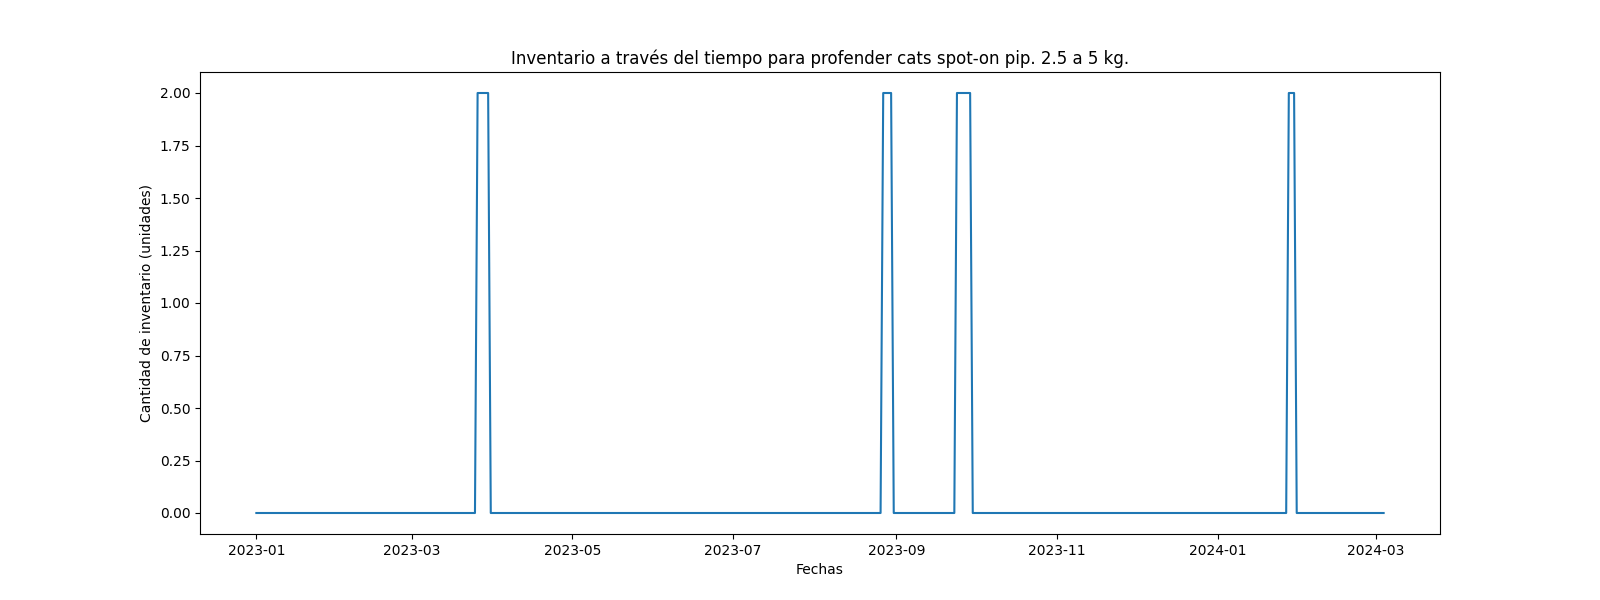 Inventario a través del tiempo para profender cats spot-on pip. 2.5 a 5 kg.
Cantidad de inventario (unidades)
2.00
1.75
1.50
1.25
1.00
0.75
0.50
0.25
0.00
2023-01 2023-03 2023-05 2023-07 2023-09 2023-11 2024-01 2024-03
Fechas